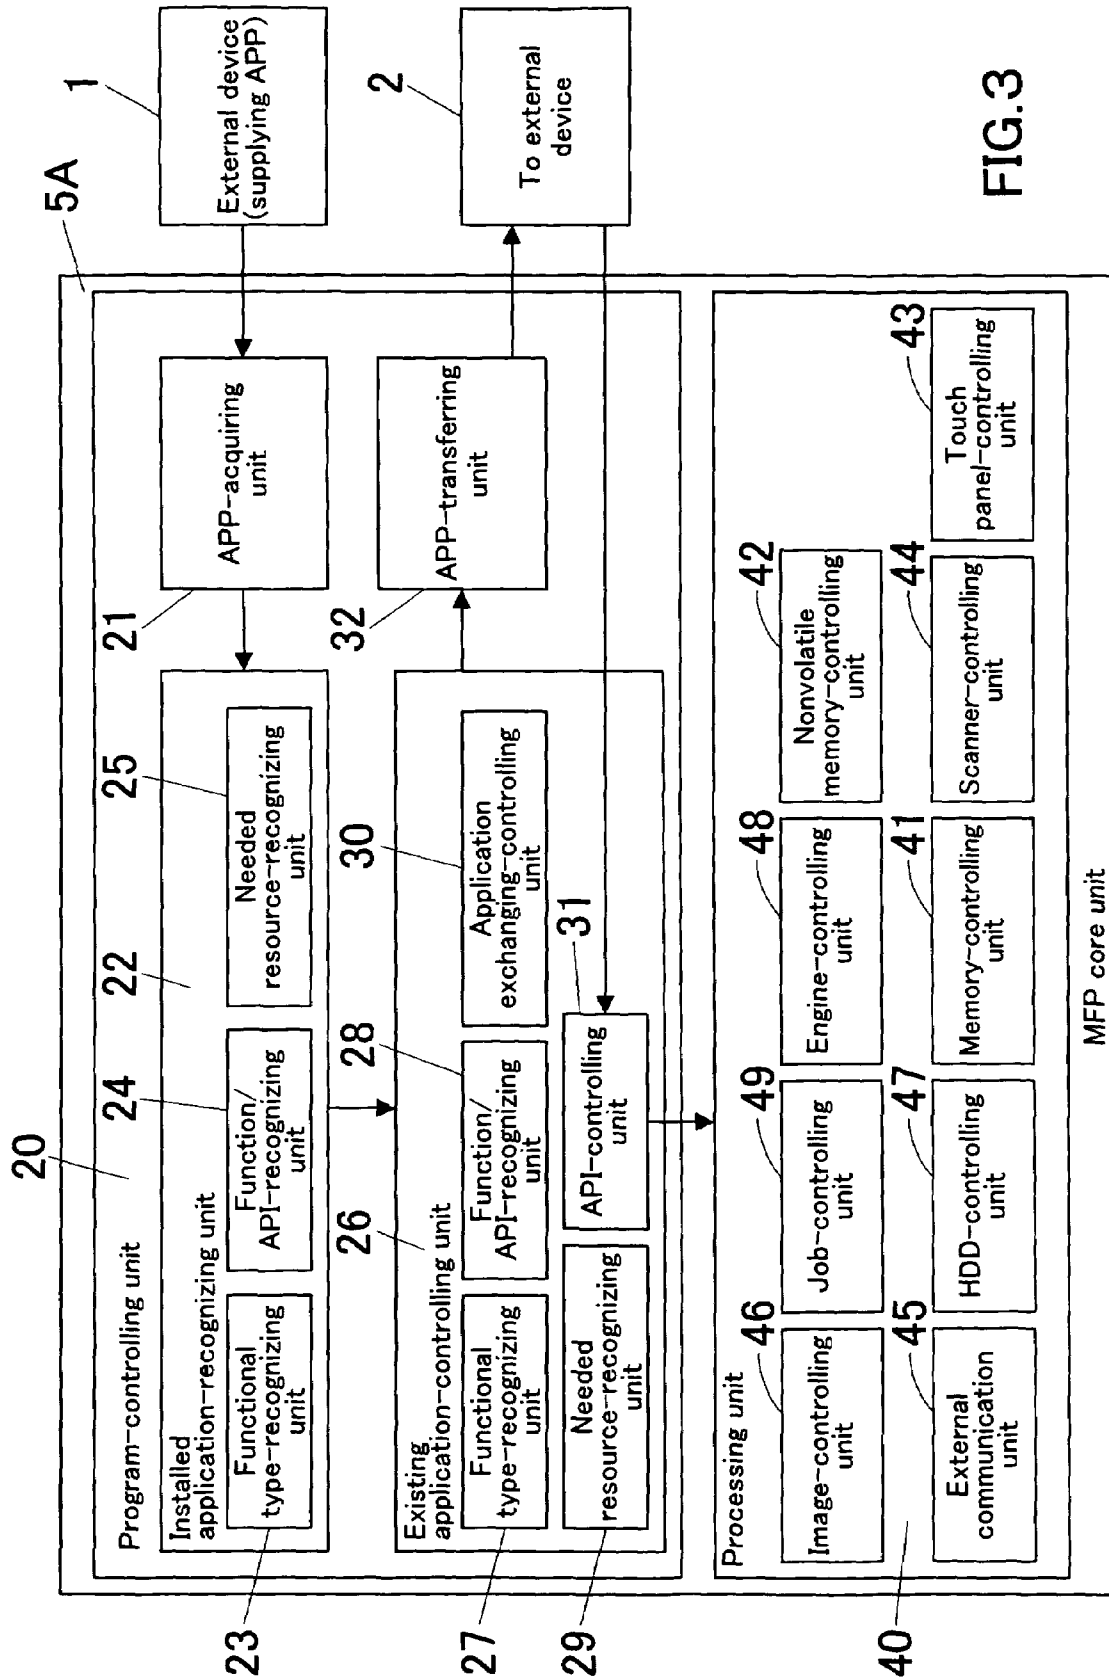 FIG.3
5A
1
External device
(supplying APP)
2
To external
device
20
Program-controlling unit
21
APP-acquiring
unit
32
APP-transferring
unit
22
Installed
application-recognizing unit
23
Functional
type-recognizing
unit
24
Function/
API-recognizing
unit
25
Needed
resource-recognizing
unit
26
Existing
application-controlling unit
27
Functional
type-recognizing
unit
28
Function/
API-recognizing
unit
30
Application
exchanging-controlling
unit
29
Needed
resource-recognizing
unit
31
API-controlling
unit
40
Processing unit
46
Image-controlling
unit
49
Job-controlling
unit
48
Engine-controlling
unit
42
Nonvolatile
memory-controlling
unit
45
External
communication
unit
47
HDD-controlling
unit
41
Memory-controlling
unit
44
Scanner-controlling
unit
43
Touch
panel-controlling
unit
MFP core unit